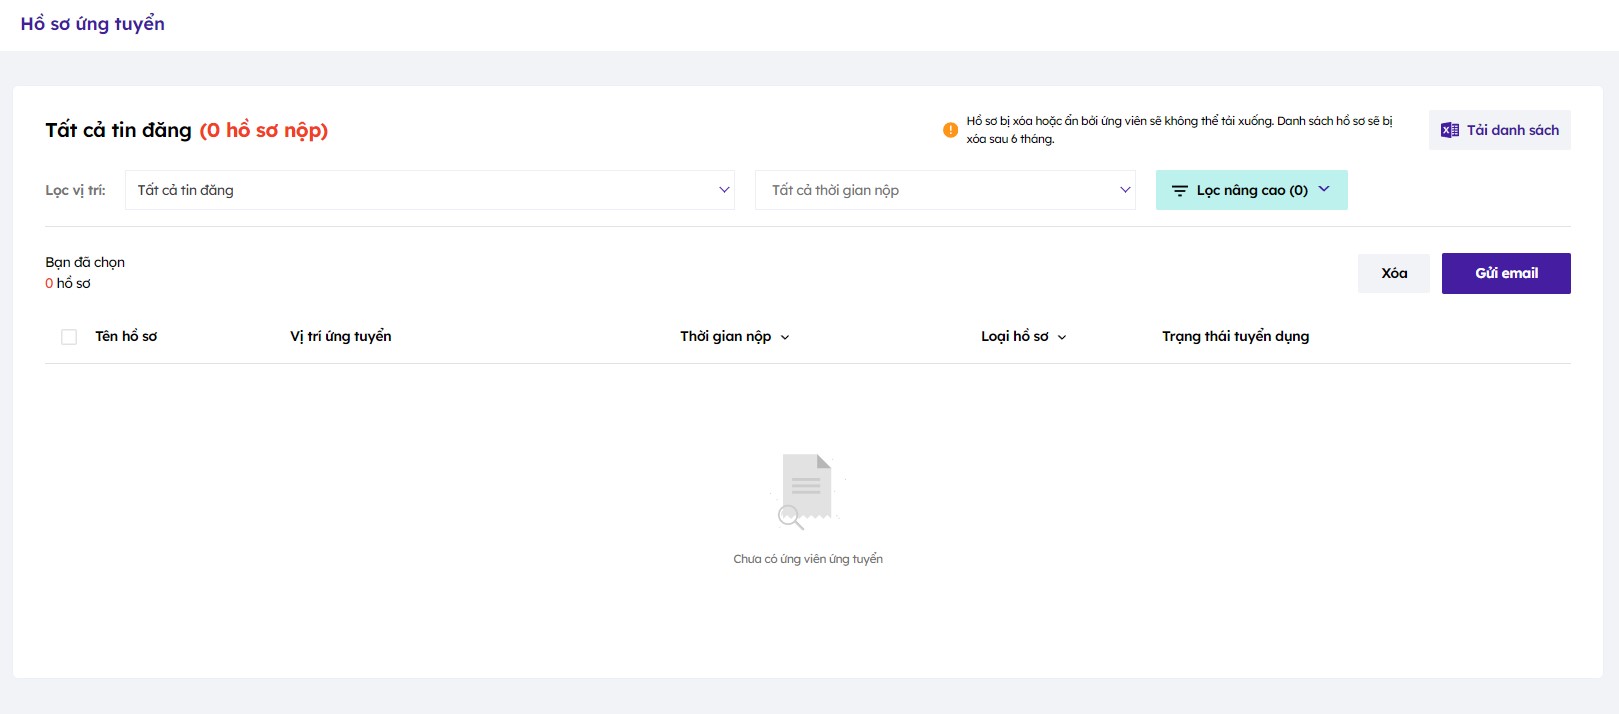 Hồ sơ ứng tuyển
Tất cả tin đăng (0 hồ sơ nộp)
Hồ sơ bị xóa hoặc ẩn bởi ứng viên sẽ không thể tải xuống. Danh sách hồ sơ sẽ bị
xóa sau 6 tháng.
Tải danh sách
Lọc vị trí:
Tất cả tin đăng
Tất cả thời gian nộp
Lọc nâng cao (0)
Bạn đã chọn
0 hồ sơ
Xóa
Gửi email
Tên hồ sơ
Vị trí ứng tuyển
Thời gian nộp
Loại hồ sơ
Trạng thái tuyển dụng
Chưa có ứng viên ứng tuyển